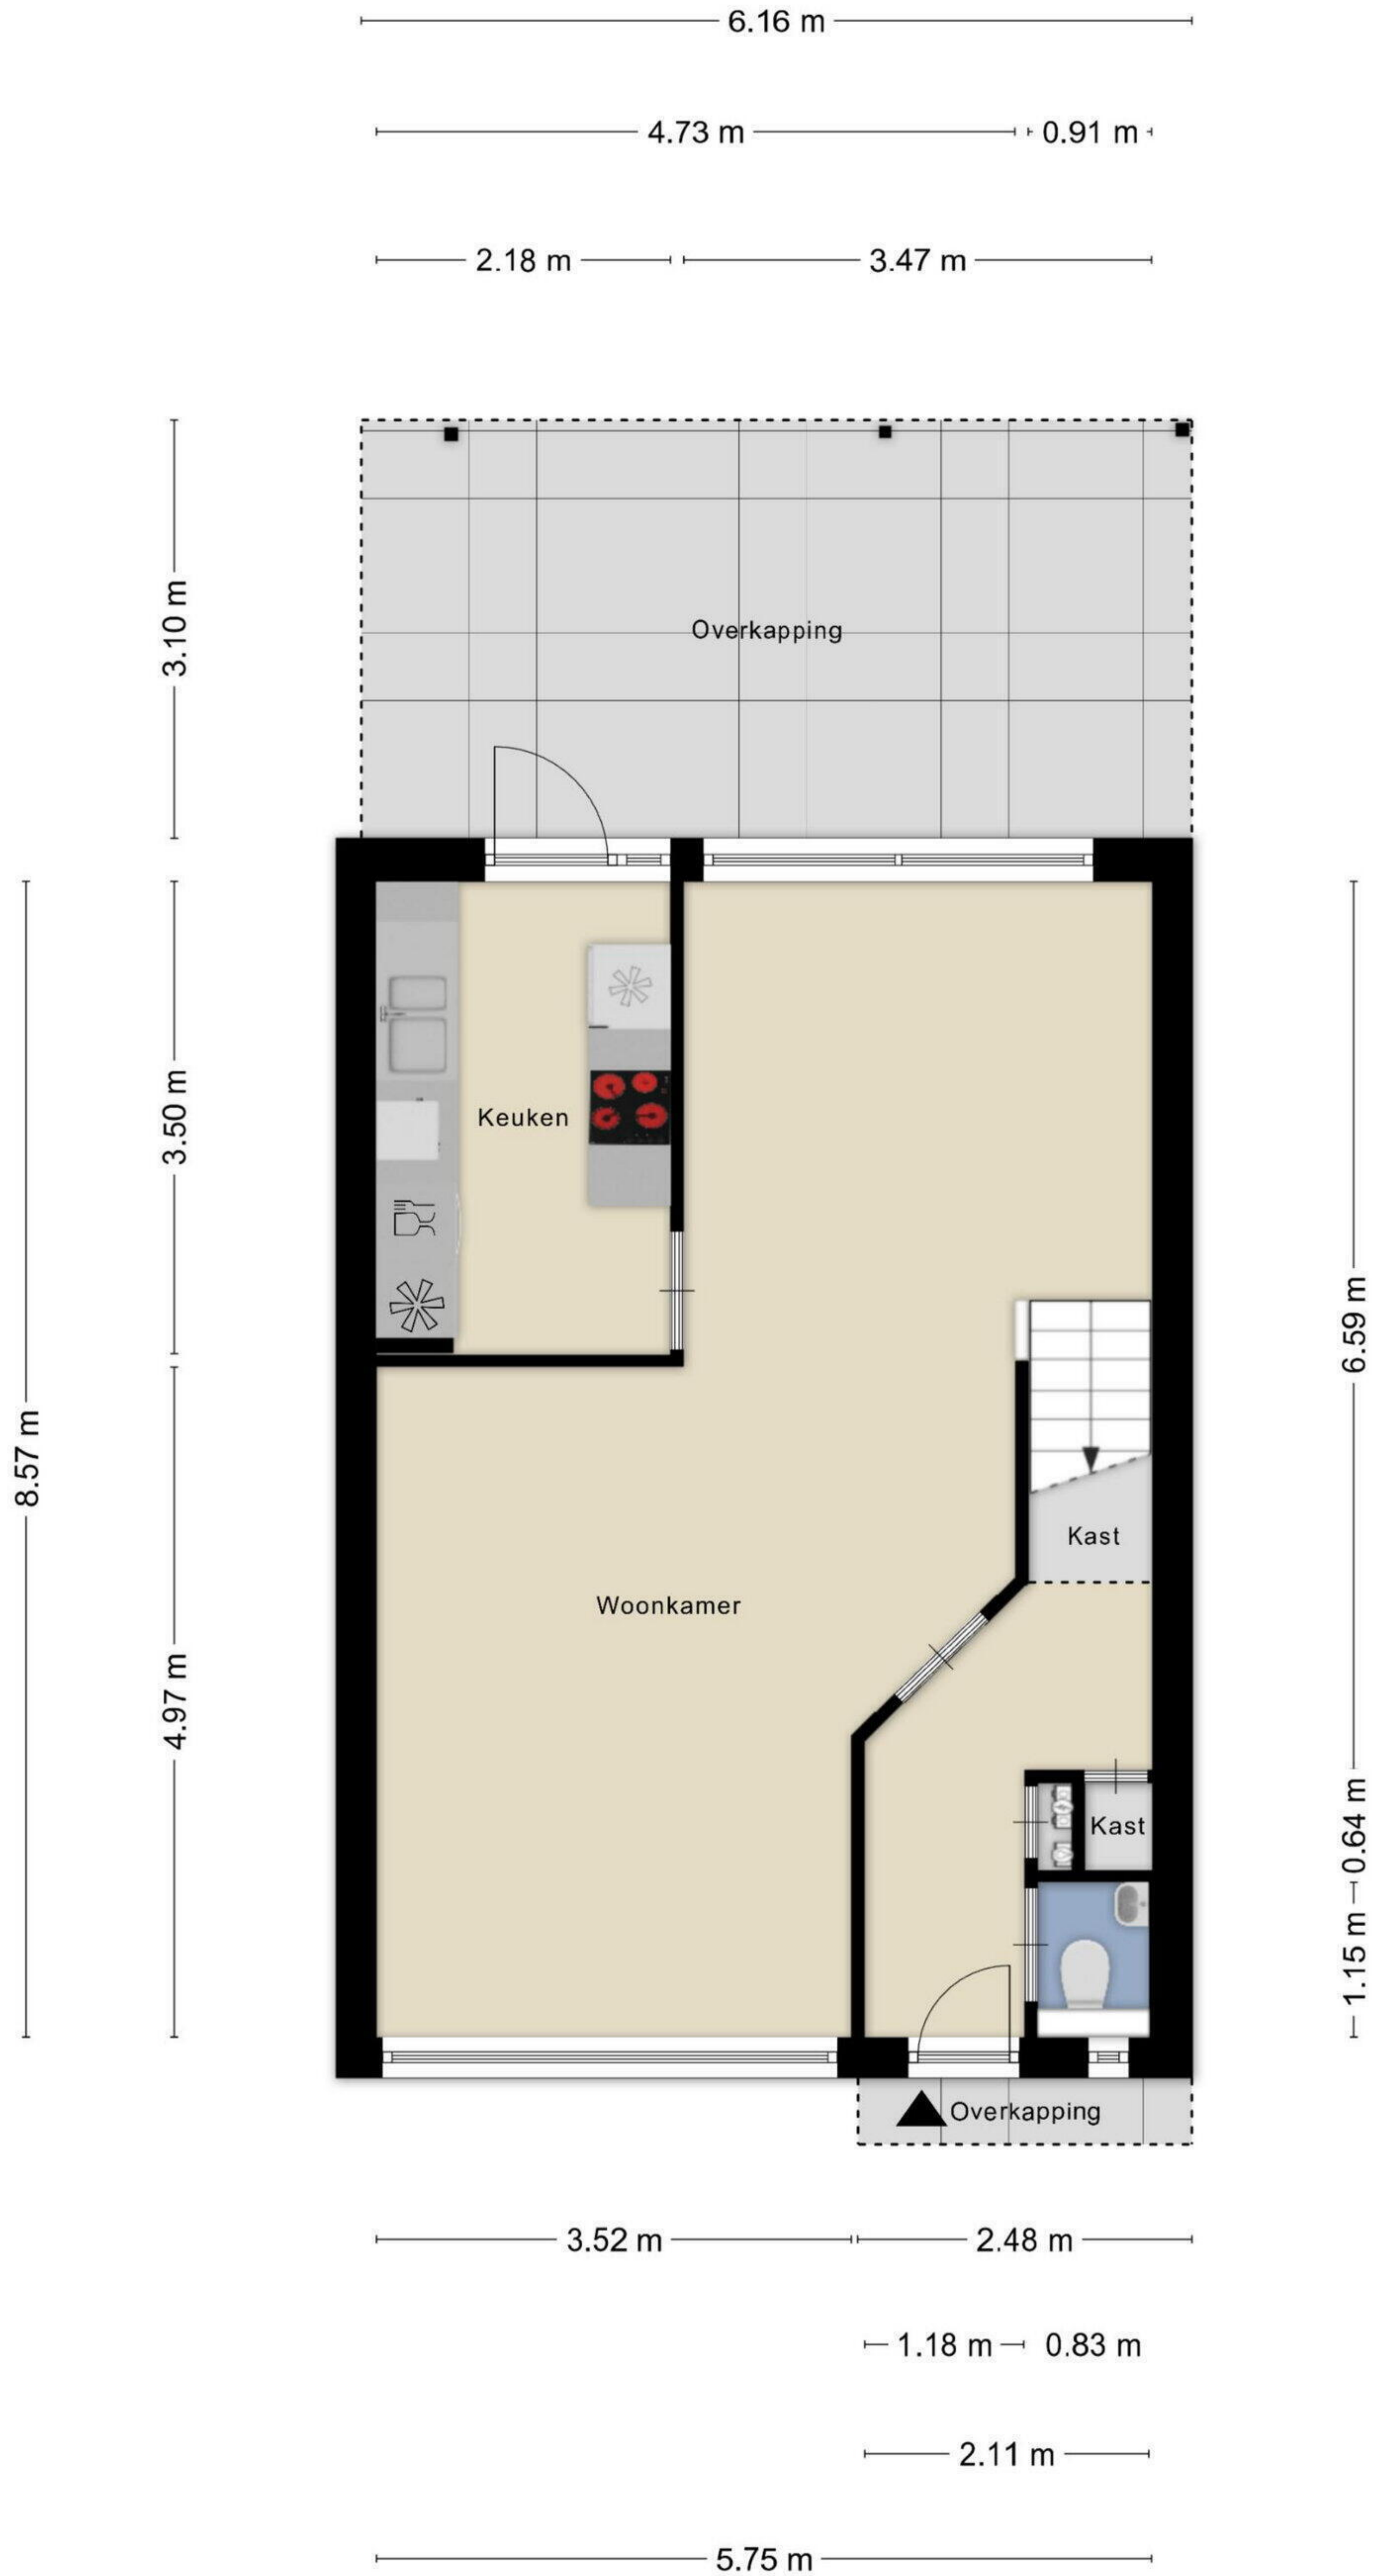 6.16 m
4.73 m
0.91 m
2.18 m
3.47 m
3.10 m
Overkapping
Keuken
3.50 m
8.57 m
6.59 m
Kast
Woonkamer
4.97 m
Kast
0.64 m
1.15 m
Overkapping
3.52 m
2.48 m
1.18 m
0.83 m
2.11 m
5.75 m